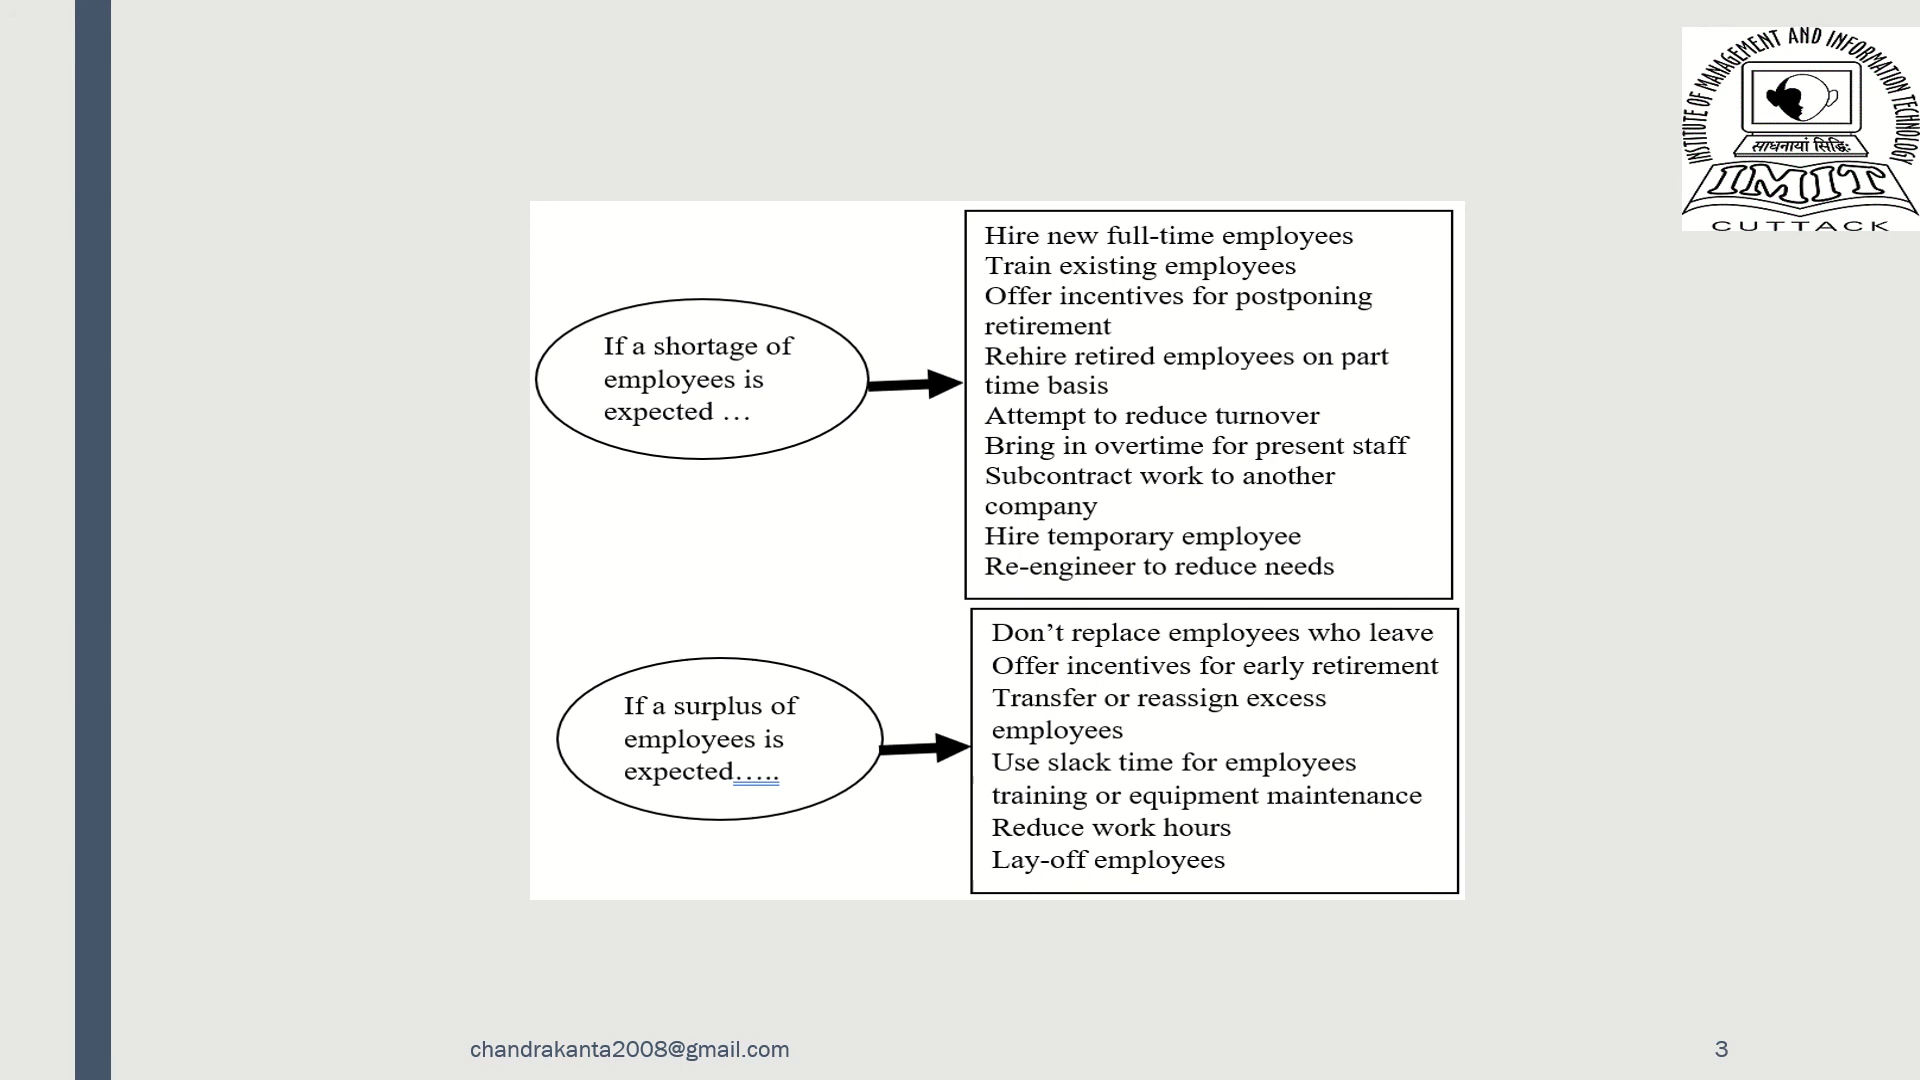 INSTITUTE OF MANAGEMENT AND INFORMATION TECHNOLOGY
साधनायां सिद्धिः
IMIT
CUTTACK
If a shortage of
employees is
expected …
Hire new full-time employees
Train existing employees
Offer incentives for postponing
retirement
Rehire retired employees on part
time basis
Attempt to reduce turnover
Bring in overtime for present staff
Subcontract work to another
company
Hire temporary employee
Re-engineer to reduce needs
If a surplus of
employees is
expected…..
Don’t replace employees who leave
Offer incentives for early retirement
Transfer or reassign excess
employees
Use slack time for employees
training or equipment maintenance
Reduce work hours
Lay-off employees
chandrakanta2008@gmail.com
3